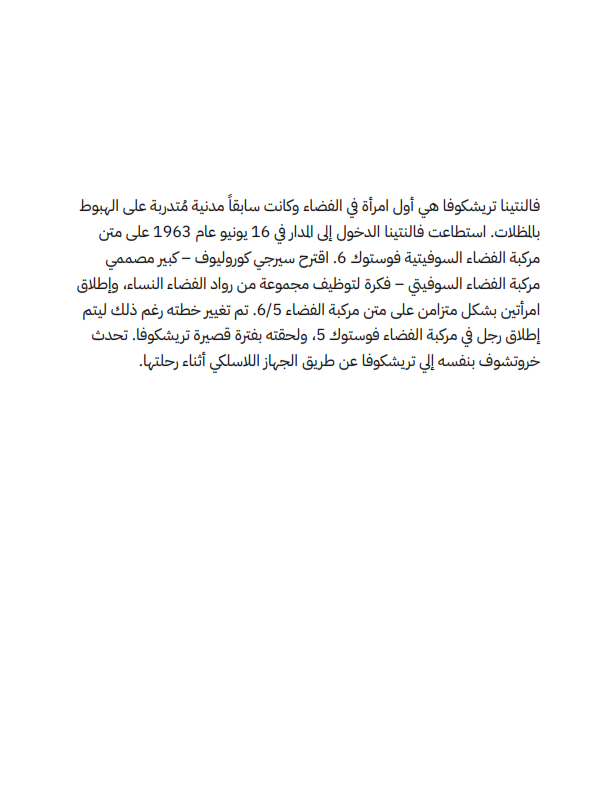 فالنتينا تريشكوفا هي أول امرأة في الفضاء وكانت سابقاً مدنية مُتدربة على الهبوط
بالمظلات. استطاعت فالنتينا الدخول إلى المدار في 16 يونيو عام 1963 على متن
مركبة الفضاء السوفيتية فوستوك 6. اقترح سيرجي كوروليوف – كبير مصممي
مركبة الفضاء السوفيتي – فكرة لتوظيف مجموعة من رواد الفضاء النساء، وإطلاق
امرأتين بشكل متزامن على متن مركبة الفضاء 6/5. تم تغيير خطته رغم ذلك ليتم
إطلاق رجل في مركبة الفضاء فوستوك 5، ولحقته بفترة قصيرة تريشكوفا. تحدث
خروتشوف بنفسه إلي تريشكوفا عن طريق الجهاز اللاسلكي أثناء رحلتها.